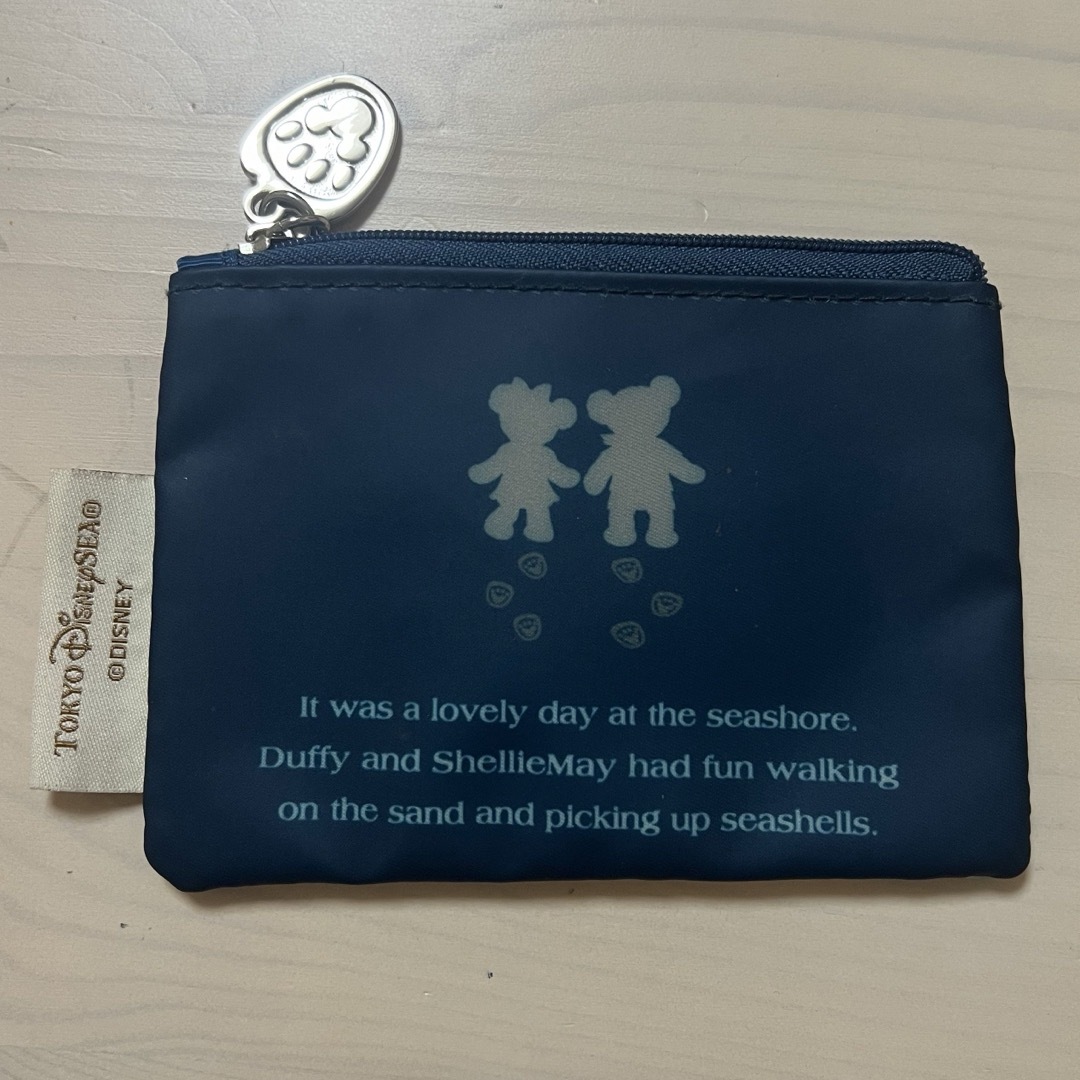 It was a lovely day at the seashore.
Duffy and ShellieMay had fun walking
on the sand and picking up seashells.
TOKYO DISNEYSEA®
©DISNEY